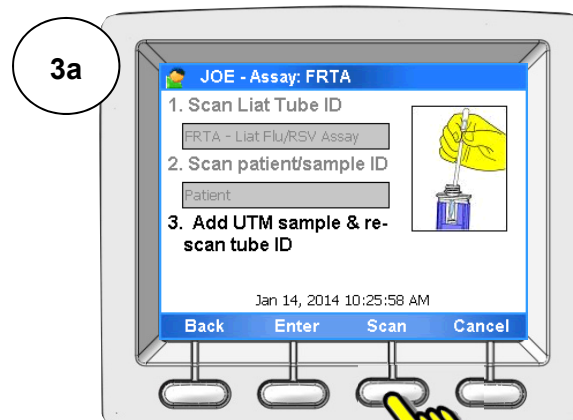 3a
JOE - Assay: FRTA
1. Scan Liat Tube ID
FRTA - Liat Flu/RSV Assay
2. Scan patient/sample ID
Patient
3. Add UTM sample & re-
scan tube ID
Jan 14, 2014 10:25:58 AM
Back Enter Scan Cancel